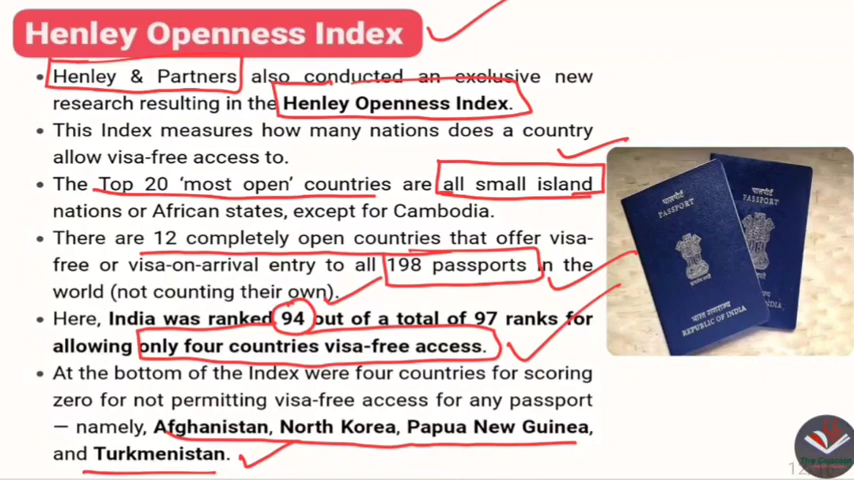 Henley Openness Index
• Henley & Partners also conducted an exclusive new
research resulting in the Henley Openness Index.
• This Index measures how many nations does a country
allow visa-free access to.
• The Top 20 ‘most open’ countries are all small island
nations or African states, except for Cambodia.
• There are 12 completely open countries that offer visa-
free or visa-on-arrival entry to all 198 passports in the
world (not counting their own).
• Here, India was ranked 94 out of a total of 97 ranks for
allowing only four countries visa-free access.
• At the bottom of the Index were four countries for scoring
zero for not permitting visa-free access for any passport
— namely, Afghanistan, North Korea, Papua New Guinea,
and Turkmenistan.
पासपोर्ट
PASSPORT
भारत गणराज्य
REPUBLIC OF INDIA
पासपोर्ट
PASSPORT